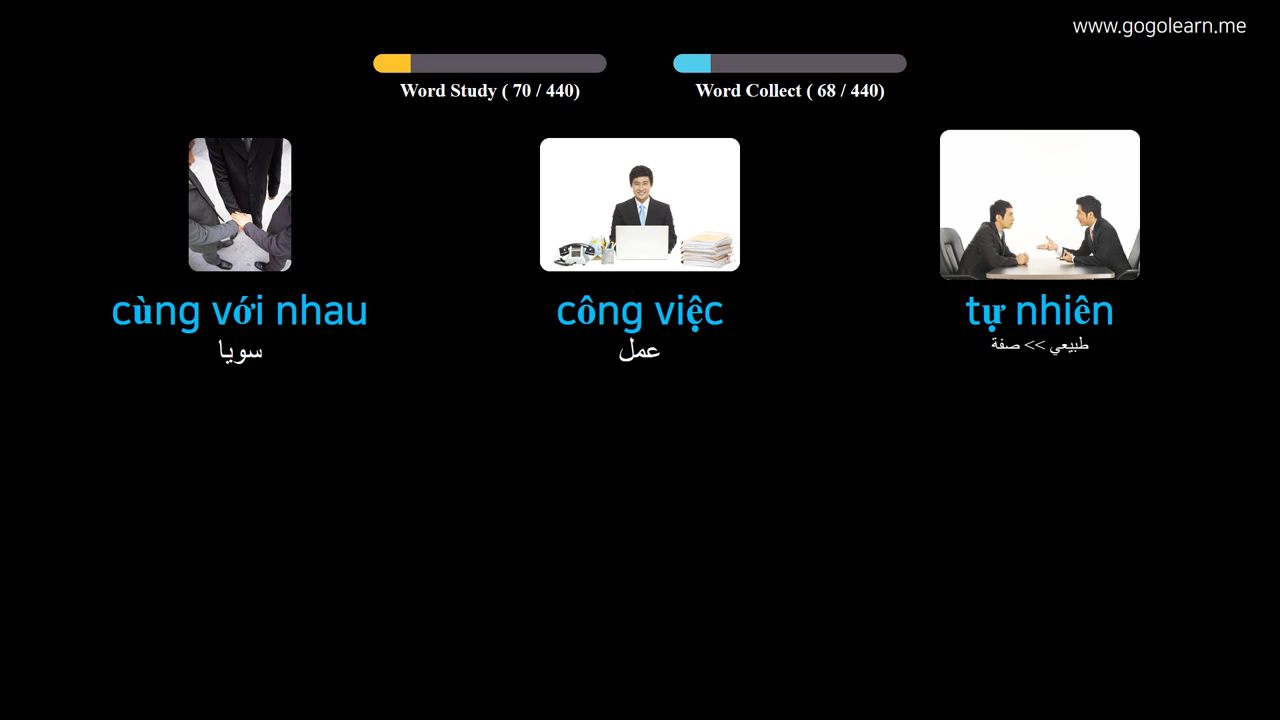 www.gogolearn.me
Word Study ( 70 / 440)
Word Collect ( 68 / 440)
cùng với nhau
سويا
công việc
عمل
tự nhiên
طبيعي >> صفة